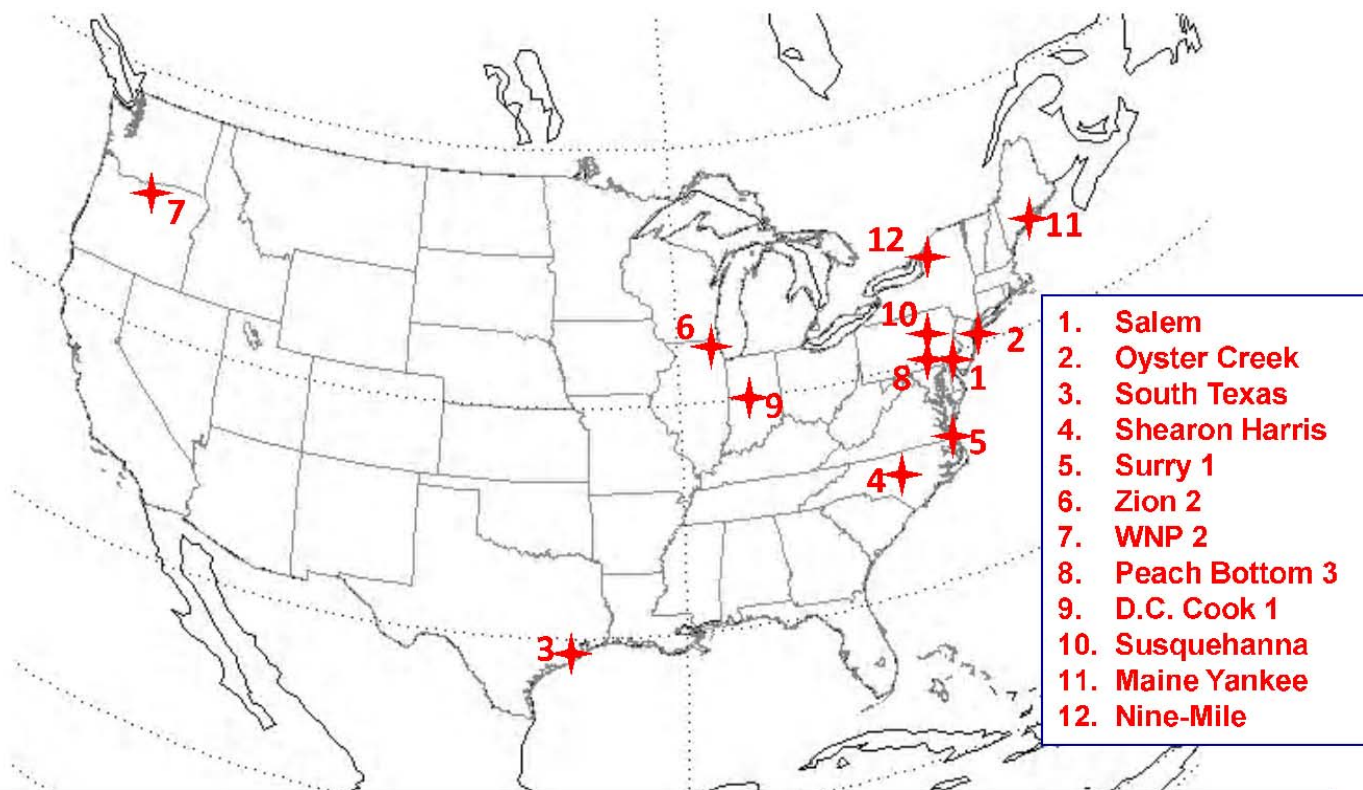 7
11
12
10
6
2
8
1
9
5
4
3
1. Salem
2. Oyster Creek
3. South Texas
4. Shearon Harris
5. Surry 1
6. Zion 2
7. WNP 2
8. Peach Bottom 3
9. D.C. Cook 1
10. Susquehanna
11. Maine Yankee
12. Nine-Mile